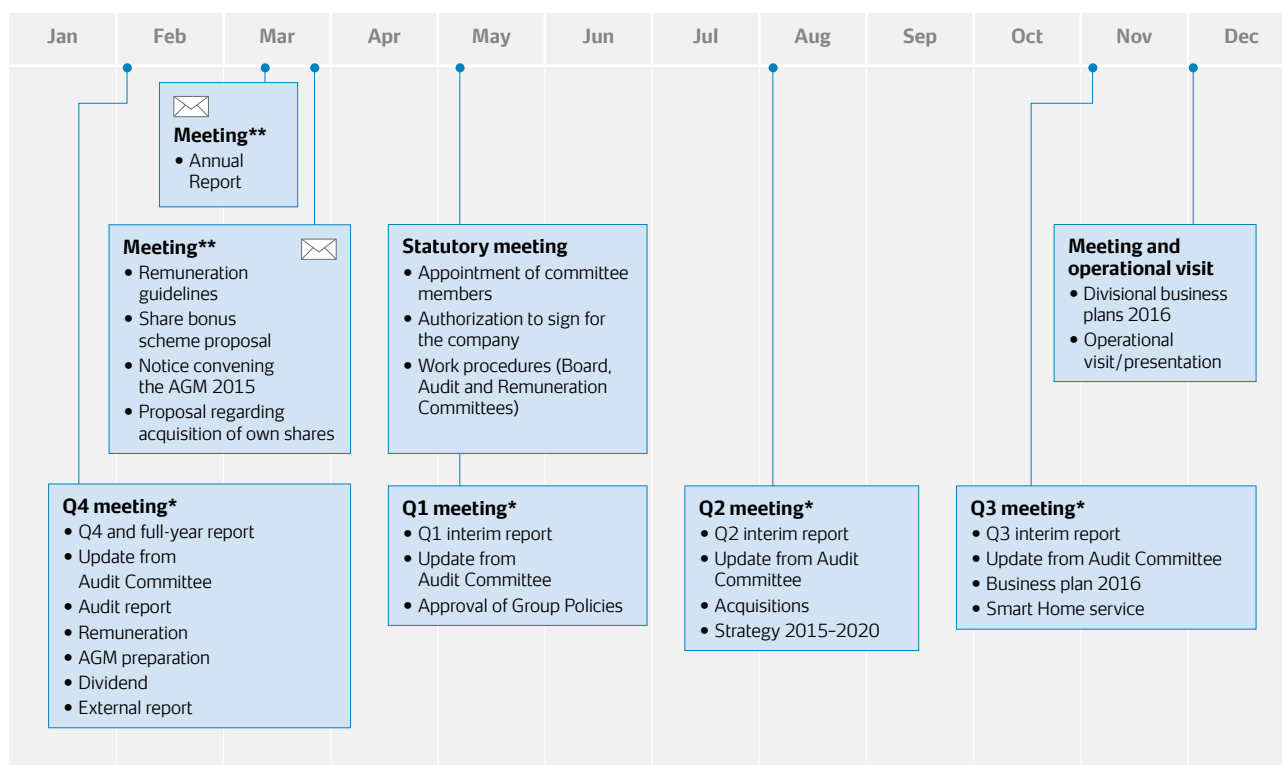 Jan Feb Mar Apr May Jun Jul Aug Sep Oct Nov Dec
Meeting**
• Annual
Report
Meeting**
• Remuneration
guidelines
• Share bonus
scheme proposal
• Notice convening
the AGM 2015
• Proposal regarding
acquisition of own shares
Statutory meeting
• Appointment of committee
members
• Authorization to sign for
the company
• Work procedures (Board,
Audit and Remuneration
Committees)
Meeting and
operational visit
• Divisional business
plans 2016
• Operational
visit/presentation
Q4 meeting*
• Q4 and full-year report
• Update from
Audit Committee
• Audit report
• Remuneration
• AGM preparation
• Dividend
• External report
Q1 meeting*
• Q1 interim report
• Update from
Audit Committee
• Approval of Group Policies
Q2 meeting*
• Q2 interim report
• Update from Audit
Committee
• Acquisitions
• Strategy 2015–2020
Q3 meeting*
• Q3 interim report
• Update from Audit Committee
• Business plan 2016
• Smart Home service